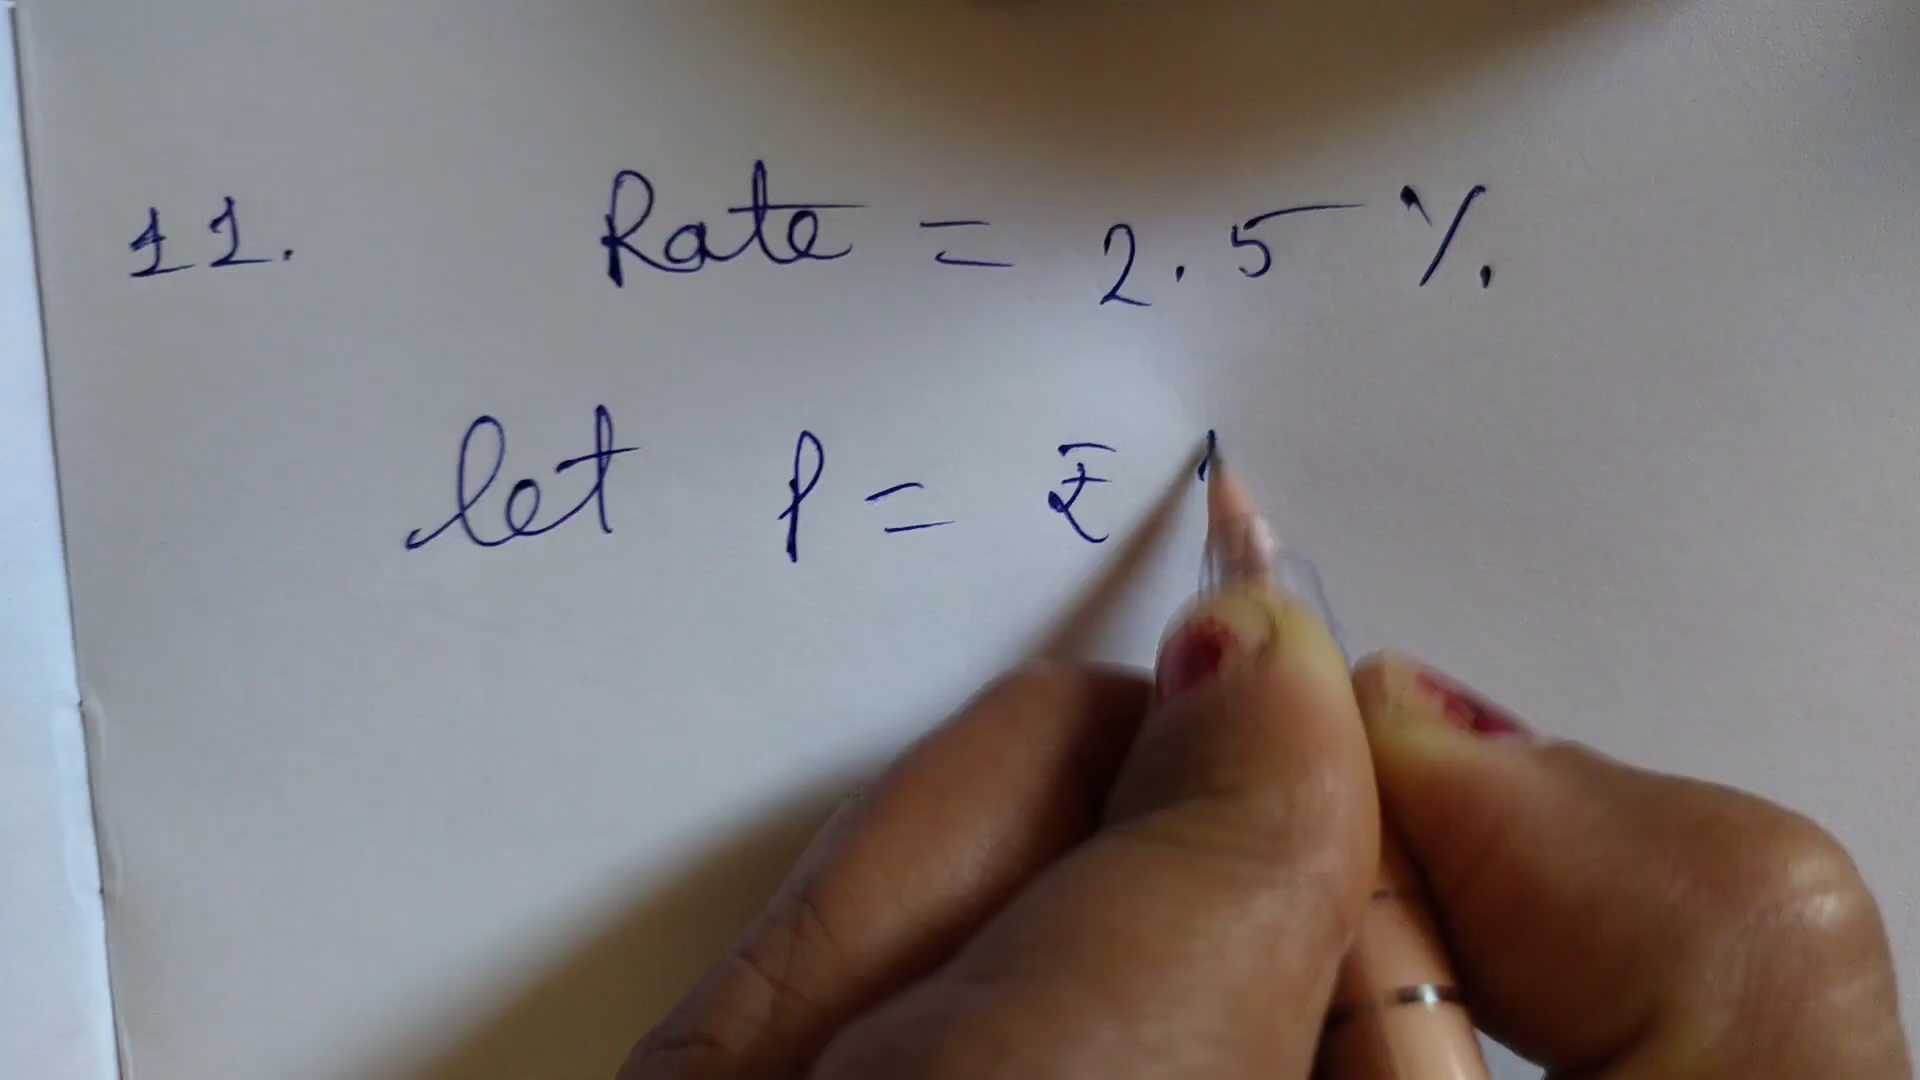 11. Rate = 2.5 %.
let P = ₹